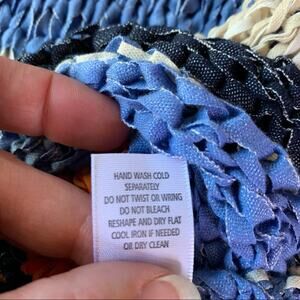 HAND WASH COLD
SEPARATELY
DO NOT TWIST OR WRING
DO NOT BLEACH
RESHAPE AND DRY FLAT
COOL IRON IF NEEDED
OR DRY CLEAN